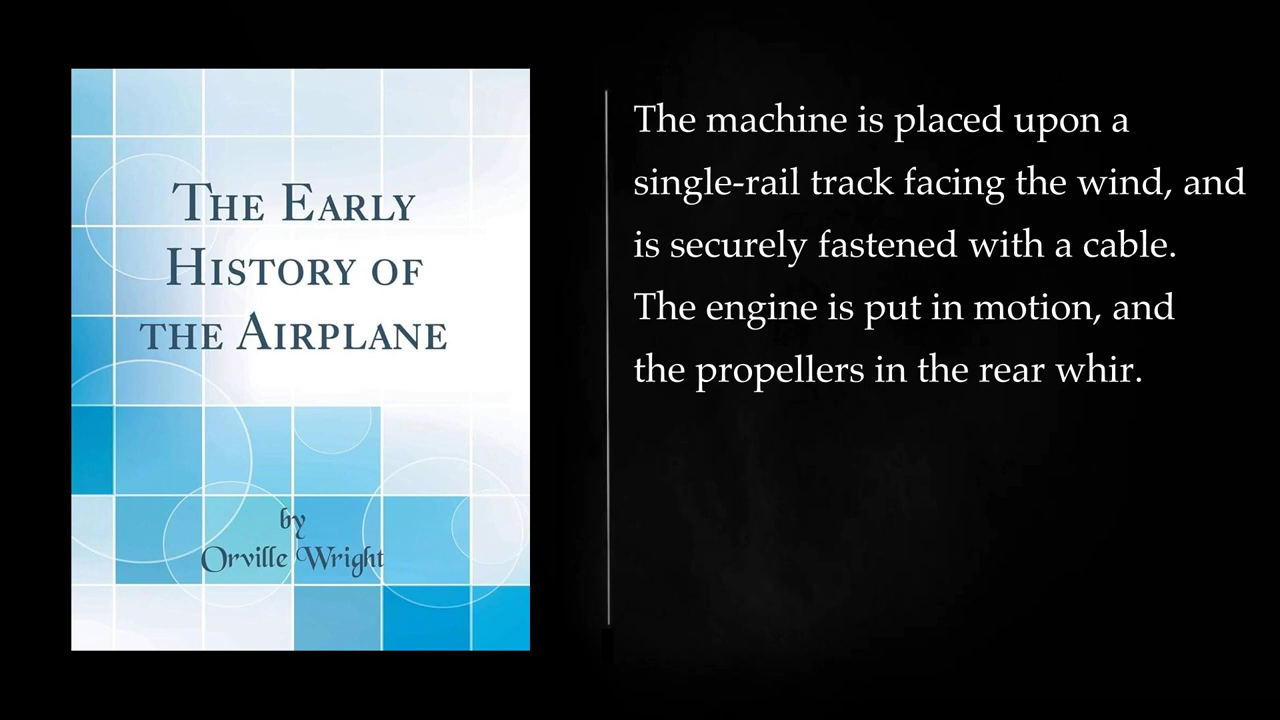 The Early
History of
the Airplane
by
Orville Wright
The machine is placed upon a
single-rail track facing the wind, and
is securely fastened with a cable.
The engine is put in motion, and
the propellers in the rear whir.